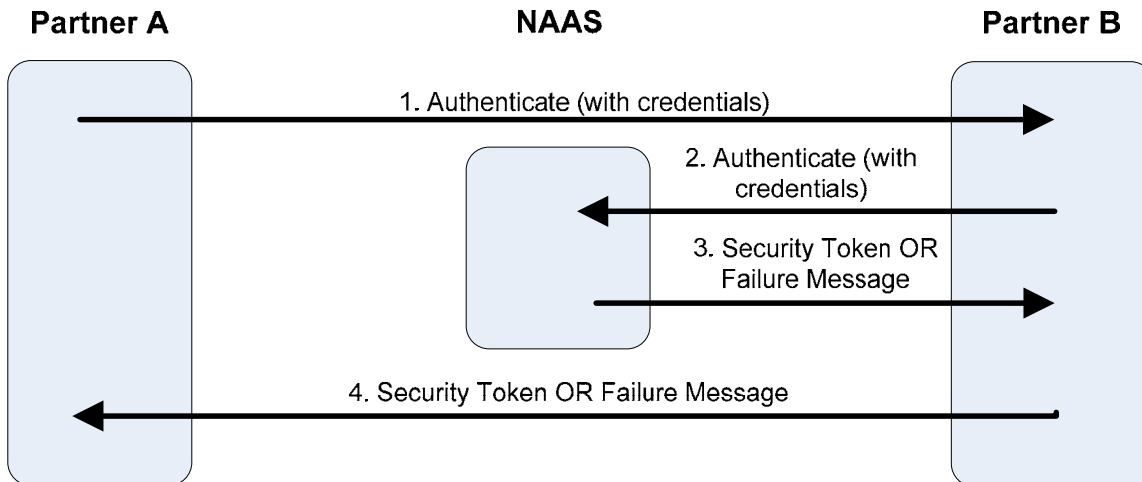 Partner A
NAAS
Partner B
1. Authenticate (with credentials)
2. Authenticate (with
credentials)
3. Security Token OR
Failure Message
4. Security Token OR Failure Message